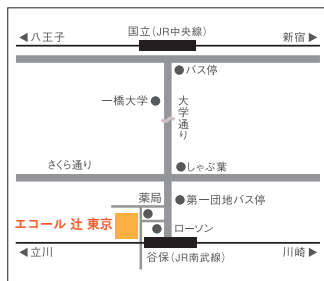 国立(JR中央線)
◀八王子
新宿▶
バス停
一橋大学
大学通り
さくら通り
しゃぶ葉
薬局
第一団地バス停
エコール 辻 東京
ローソン
◀立川
川崎▶
谷保(JR南武線)